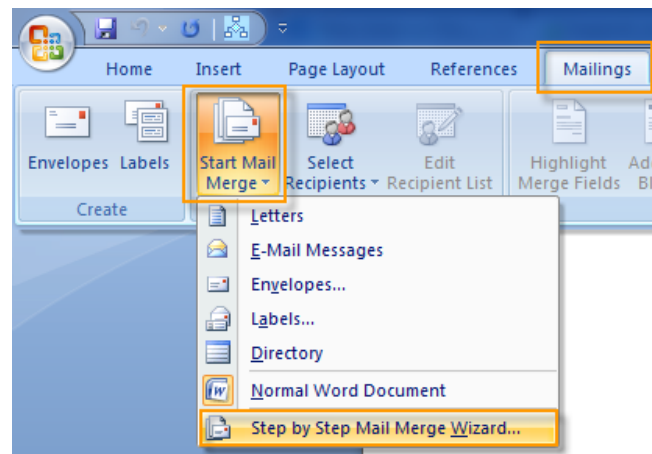 Home Insert Page Layout References Mailings
Envelopes Labels Start Mail Select Edit Highlight
Merge Recipients Recipient List Merge Fields
Create
Letters
E-Mail Messages
Envelopes...
Labels...
Directory
Normal Word Document
Step by Step Mail Merge Wizard...